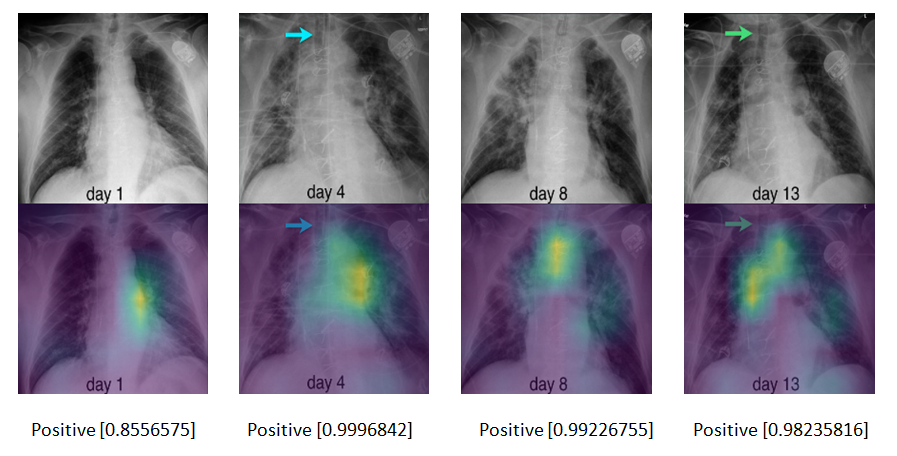 day 1
day 4
day 8
day 13
day 1
day 4
day 8
day 13
Positive [0.8556575]
Positive [0.9996842]
Positive [0.99226755]
Positive [0.98235816]